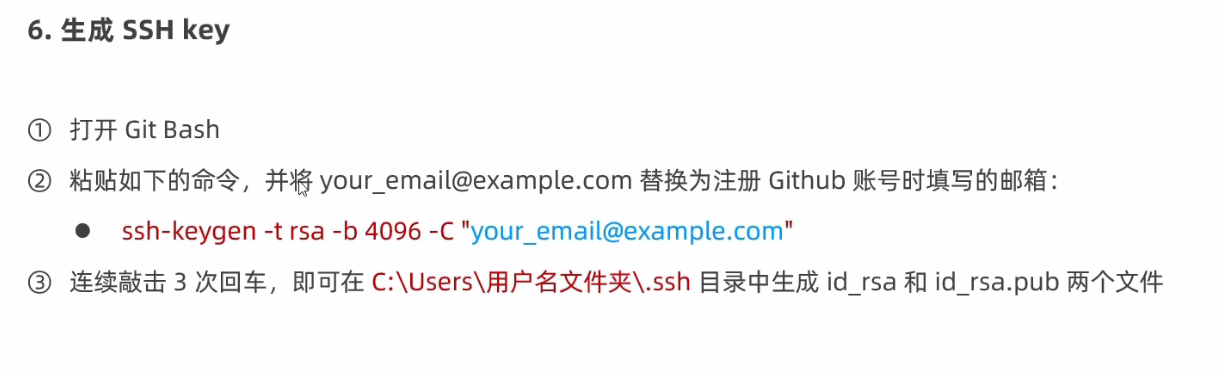 6. 生成 SSH key
① 打开 Git Bash
② 粘贴如下的命令，并将 your_email@example.com 替换为注册 Github 账号时填写的邮箱：
● ssh-keygen -t rsa -b 4096 -C "your_email@example.com"
③ 连续敲击 3 次回车，即可在 C:\Users\用户名文件夹\.ssh 目录中生成 id_rsa 和 id_rsa.pub 两个文件